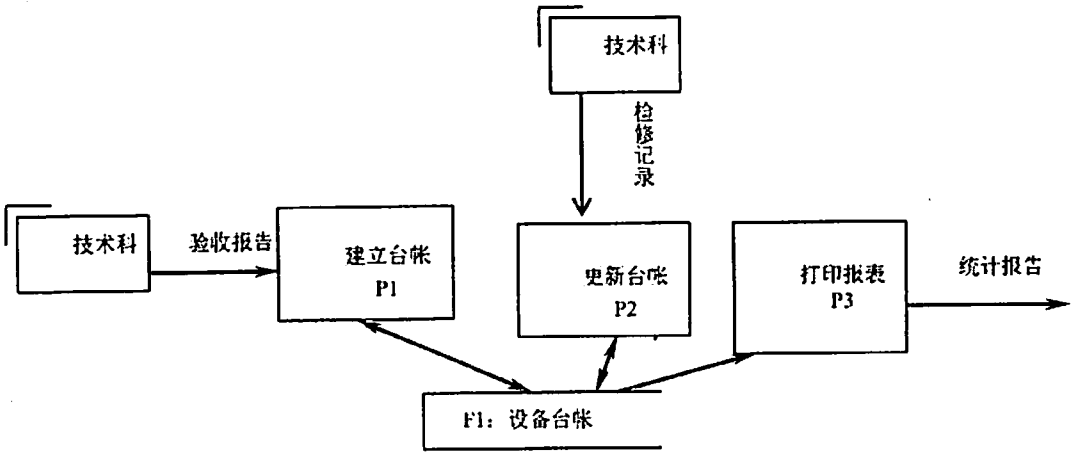 技术科
检修记录
技术科
验收报告
建立台帐
P1
更新台帐
P2
打印报表
P3
统计报告
F1：设备台帐